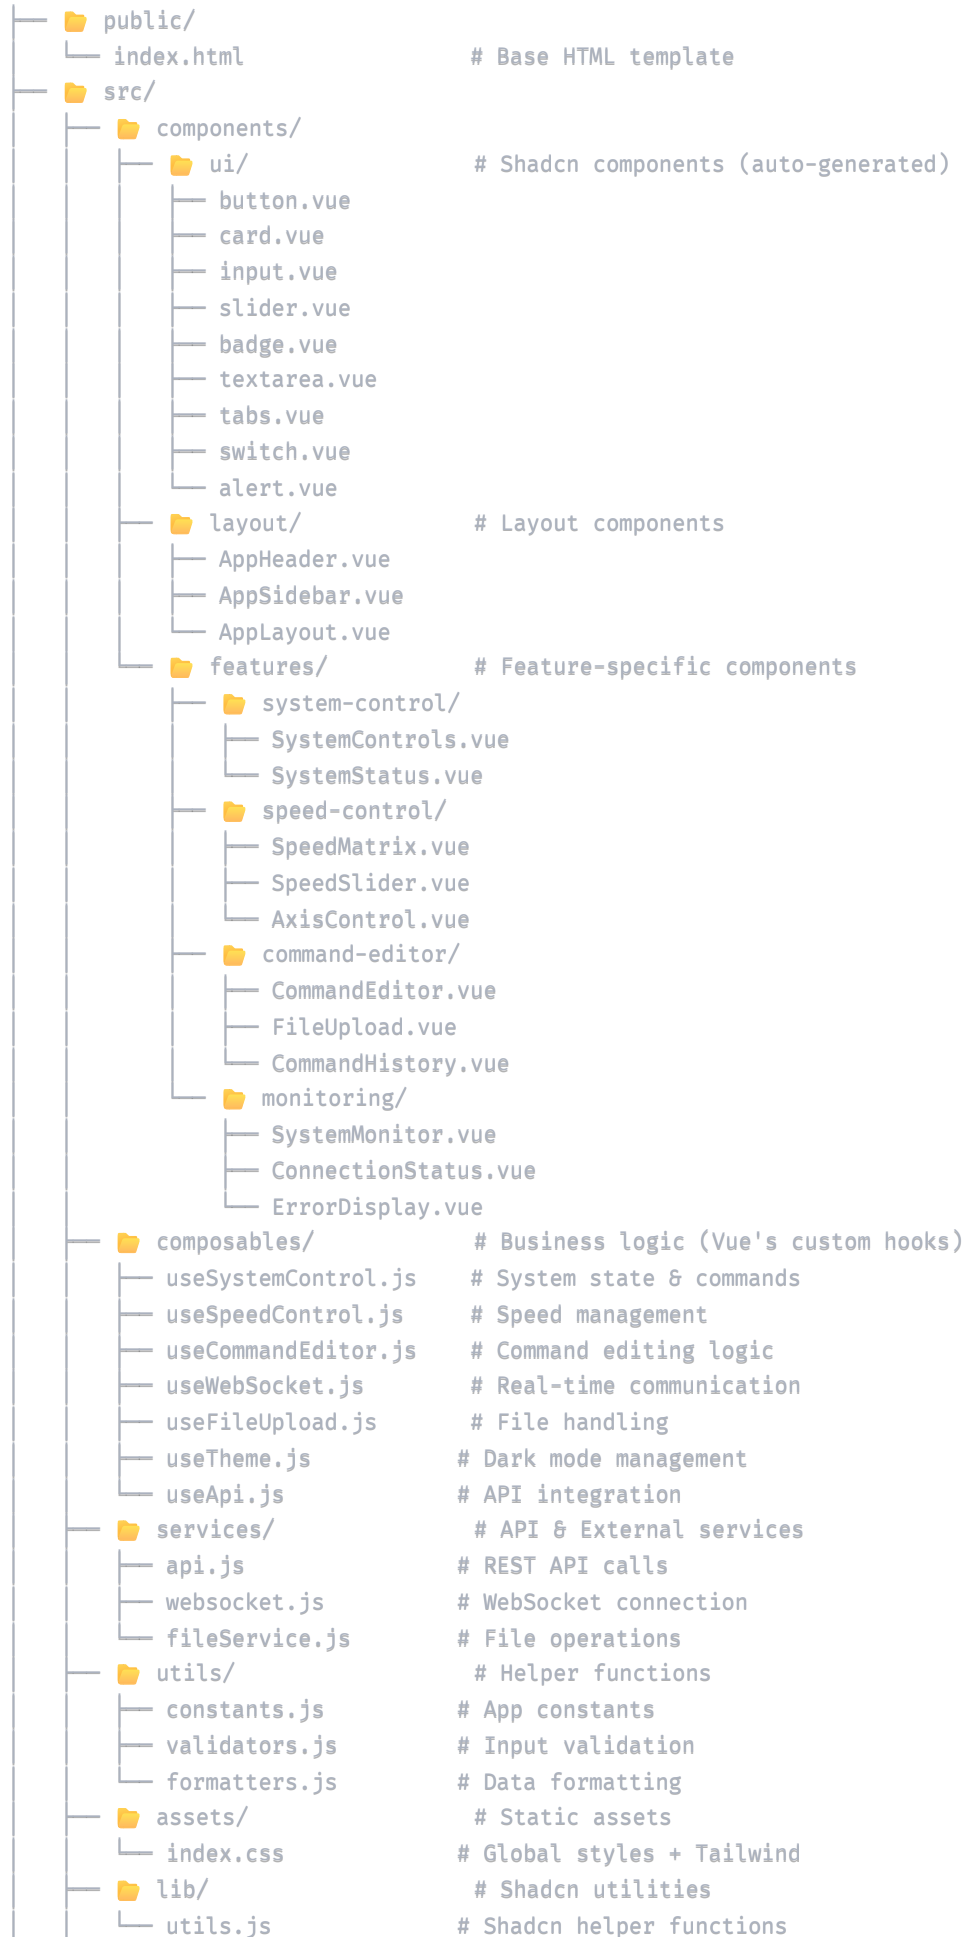 ├── 📁 public/
│   └── index.html                 # Base HTML template
├── 📁 src/
│   ├── 📁 components/
│   │   ├── 📁 ui/                 # Shadcn components (auto-generated)
│   │   │   ├── button.vue
│   │   │   ├── card.vue
│   │   │   ├── input.vue
│   │   │   ├── slider.vue
│   │   │   ├── badge.vue
│   │   │   ├── textarea.vue
│   │   │   ├── tabs.vue
│   │   │   ├── switch.vue
│   │   │   └── alert.vue
│   │   ├── 📁 layout/             # Layout components
│   │   │   ├── AppHeader.vue
│   │   │   ├── AppSidebar.vue
│   │   │   └── AppLayout.vue
│   │   └── 📁 features/           # Feature-specific components
│   │       ├── 📁 system-control/
│   │       │   ├── SystemControls.vue
│   │       │   └── SystemStatus.vue
│   │       ├── 📁 speed-control/
│   │       │   ├── SpeedMatrix.vue
│   │       │   ├── SpeedSlider.vue
│   │       │   └── AxisControl.vue
│   │       ├── 📁 command-editor/
│   │       │   ├── CommandEditor.vue
│   │       │   ├── FileUpload.vue
│   │       │   └── CommandHistory.vue
│   │       └── 📁 monitoring/
│   │           ├── SystemMonitor.vue
│   │           ├── ConnectionStatus.vue
│   │           └── ErrorDisplay.vue
│   ├── 📁 composables/            # Business logic (Vue's custom hooks)
│   │   ├── useSystemControl.js    # System state & commands
│   │   ├── useSpeedControl.js     # Speed management
│   │   ├── useCommandEditor.js    # Command editing logic
│   │   ├── useWebSocket.js        # Real-time communication
│   │   ├── useFileUpload.js       # File handling
│   │   ├── useTheme.js           # Dark mode management
│   │   └── useApi.js             # API integration
│   ├── 📁 services/               # API & External services
│   │   ├── api.js                # REST API calls
│   │   ├── websocket.js          # WebSocket connection
│   │   └── fileService.js        # File operations
│   ├── 📁 utils/                  # Helper functions
│   │   ├── constants.js          # App constants
│   │   ├── validators.js         # Input validation
│   │   └── formatters.js         # Data formatting
│   ├── 📁 assets/                 # Static assets
│   │   └── index.css             # Global styles + Tailwind
│   ├── 📁 lib/                    # Shadcn utilities
│   │   └── utils.js              # Shadcn helper functions